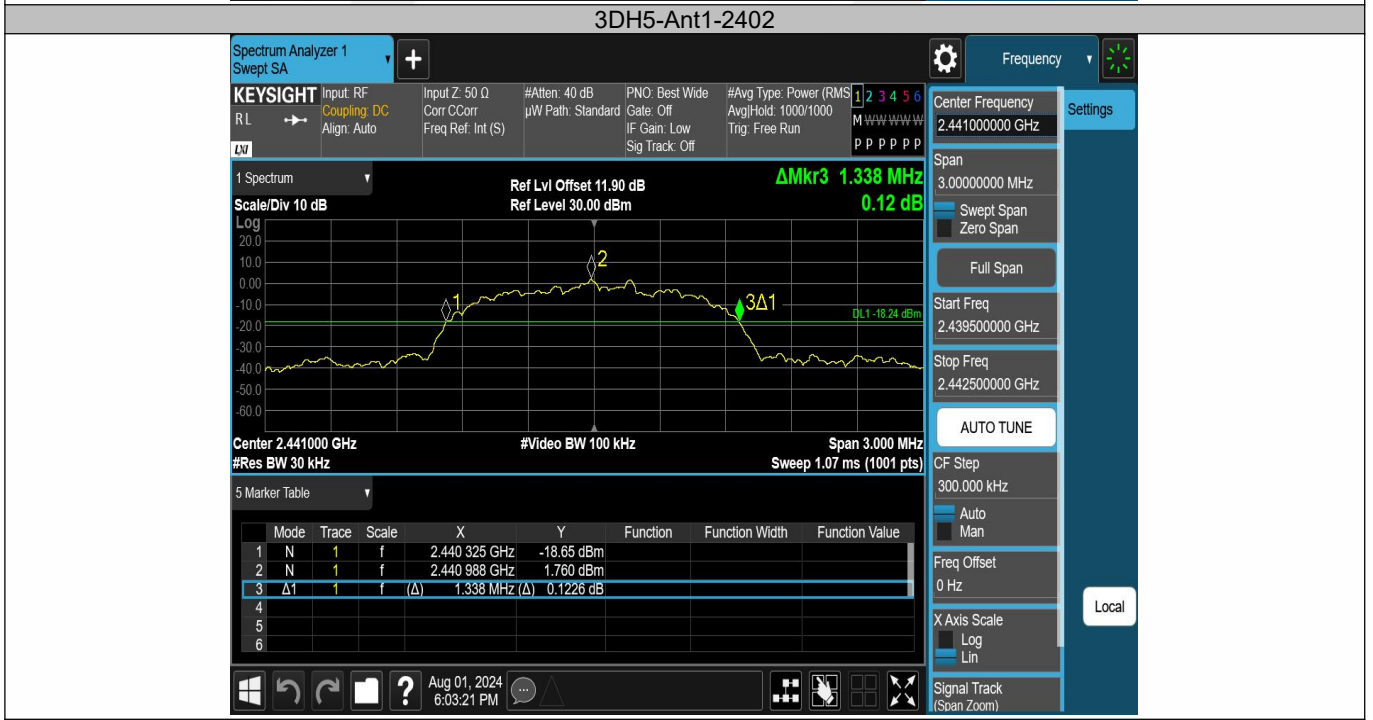 3DH5-Ant1-2402
Spectrum Analyzer 1
Swept SA
+
Frequency
KEYSIGHT
RL
LXI
Input: RF
Coupling: DC
Align: Auto
Input Z: 50 Ω
Corr CCorr
Freq Ref: Int (S)
#Atten: 40 dB
µW Path: Standard
PNO: Best Wide
Gate: Off
IF Gain: Low
Sig Track: Off
#Avg Type: Power (RMS
Avg|Hold: 1000/1000
Trig: Free Run
1 2 3 4 5 6
M W W W W W
P P P P P P
1 Spectrum
Scale/Div 10 dB
Ref Lvl Offset 11.90 dB
Ref Level 30.00 dBm
ΔMkr3 1.338 MHz
0.12 dB
Log
20.0
10.0
0.00
-10.0
-20.0
-30.0
-40.0
-50.0
-60.0
1
2
3Δ1
DL1 -18.24 dBm
Center 2.441000 GHz
#Video BW 100 kHz
Span 3.000 MHz
#Res BW 30 kHz
Sweep 1.07 ms (1001 pts)
5 Marker Table
Mode Trace Scale X Y Function Function Width Function Value
1 N 1 f 2.440 325 GHz -18.65 dBm
2 N 1 f 2.440 988 GHz 1.760 dBm
3 Δ1 1 f (Δ) 1.338 MHz (Δ) 0.1226 dB
4
5
6
?
Aug 01, 2024
6:03:21 PM
Center Frequency
2.441000000 GHz
Settings
Span
3.00000000 MHz
Swept Span
Zero Span
Full Span
Start Freq
2.439500000 GHz
Stop Freq
2.442500000 GHz
AUTO TUNE
CF Step
300.000 kHz
Auto
Man
Freq Offset
0 Hz
Local
X Axis Scale
Log
Lin
Signal Track
(Span Zoom)